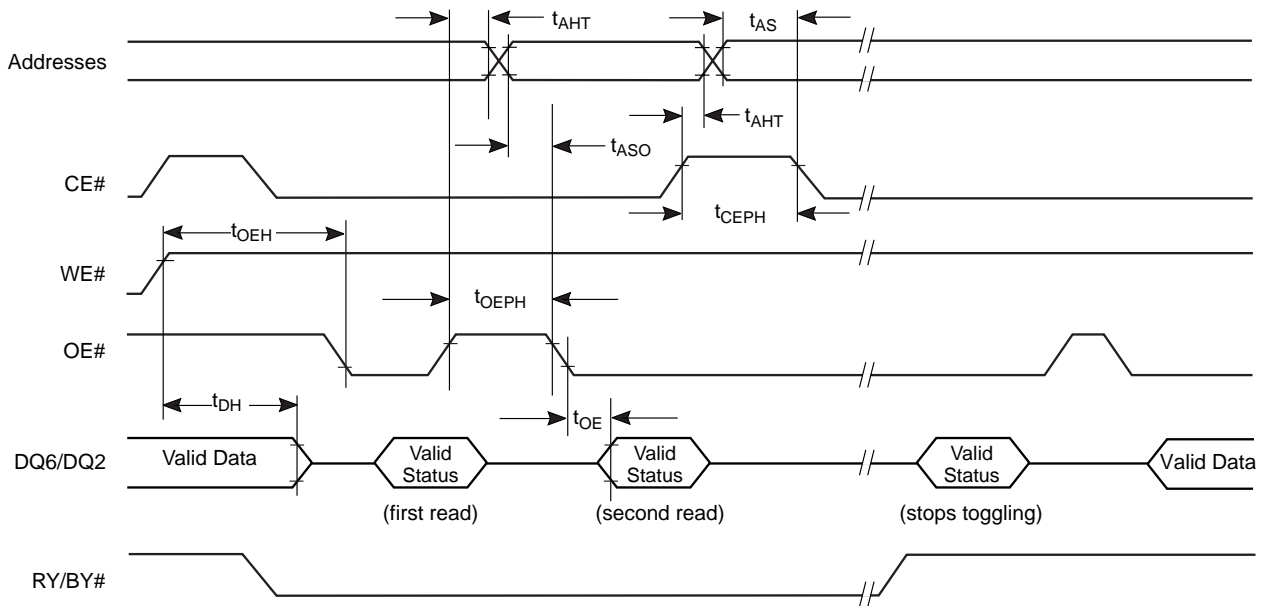 tAHT
tAS
Addresses
tAHT
tASO
CE#
tCEPH
tOEH
WE#
tOEPH
OE#
tDH
tOE
DQ6/DQ2
Valid Data
Valid
Status
Valid
Status
Valid
Status
Valid Data
(first read)
(second read)
(stops toggling)
RY/BY#